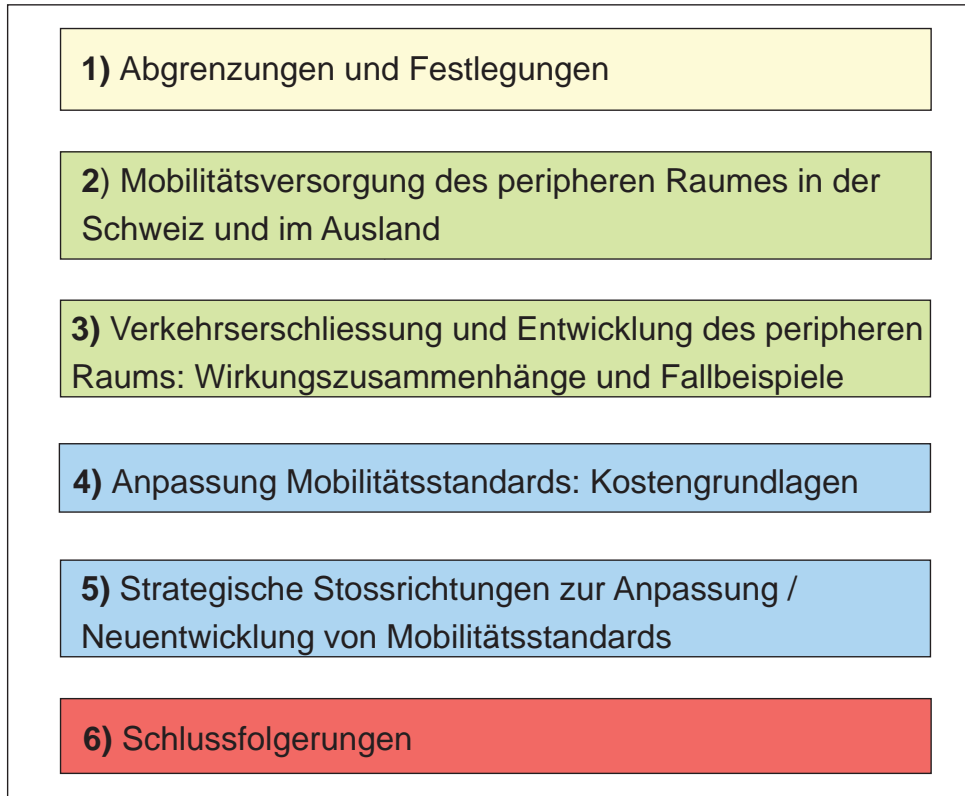 1) Abgrenzungen und Festlegungen
2) Mobilitätsversorgung des peripheren Raumes in der
Schweiz und im Ausland
3) Verkehrserschliessung und Entwicklung des peripheren
Raums: Wirkungszusammenhänge und Fallbeispiele
4) Anpassung Mobilitätsstandards: Kostengrundlagen
5) Strategische Stossrichtungen zur Anpassung /
Neuentwicklung von Mobilitätsstandards
6) Schlussfolgerungen